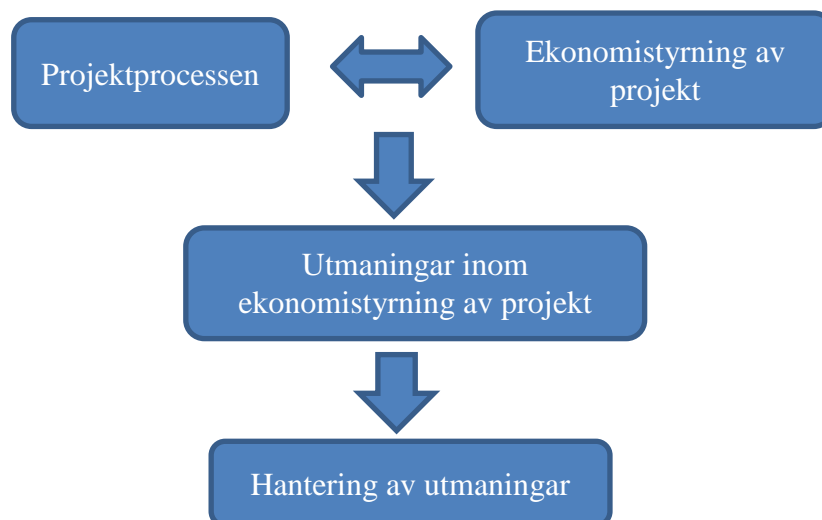 Projektprocessen
Ekonomistyrning av
projekt
Utmaningar inom
ekonomistyrning av projekt
Hantering av utmaningar